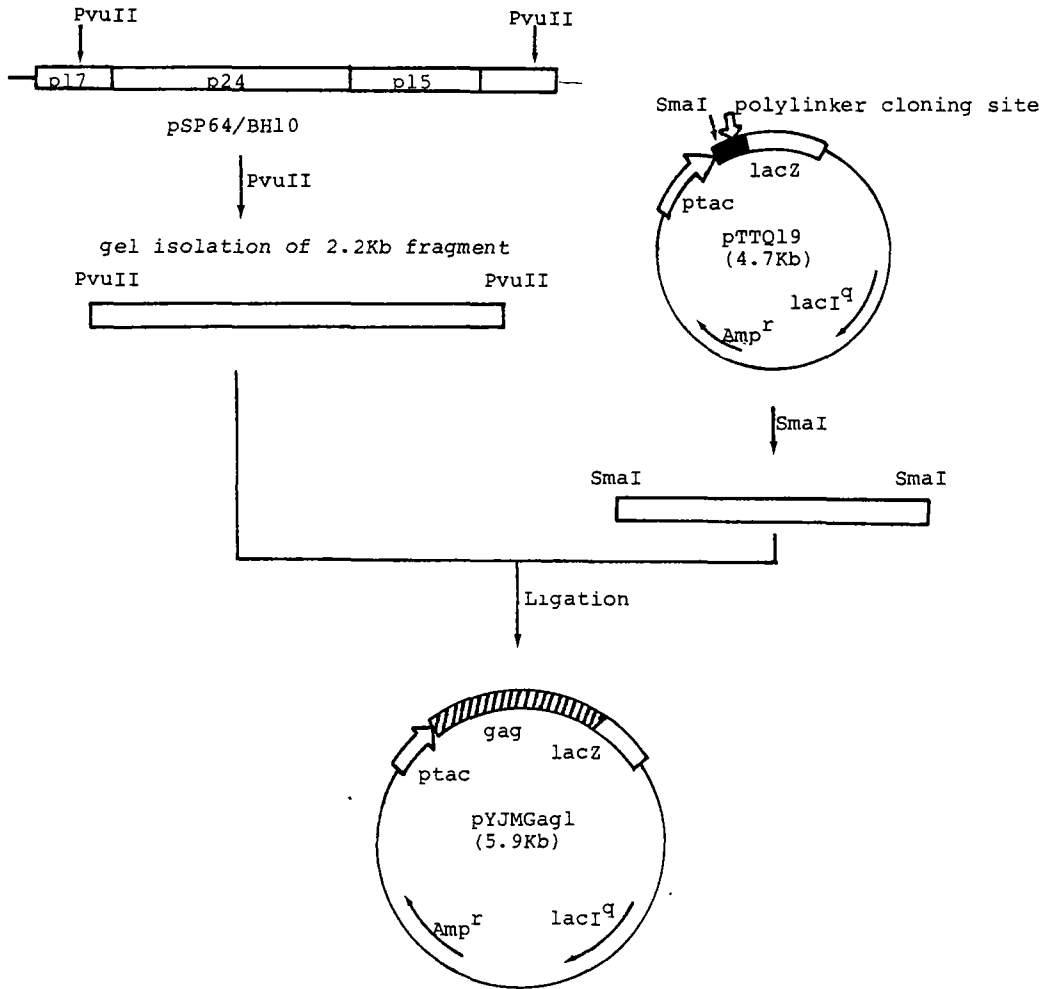 PvuII
PvuII
p17
p24
p15
pSP64/BH10
PvuII
gel isolation of 2.2Kb fragment
PvuII
PvuII
SmaI
polylinker cloning site
lacZ
ptac
pTTQ19
(4.7Kb)
lacI^q
Amp^r
SmaI
SmaI
SmaI
Ligation
gag
lacZ
ptac
pYJMGag1
(5.9Kb)
Amp^r
lacI^q